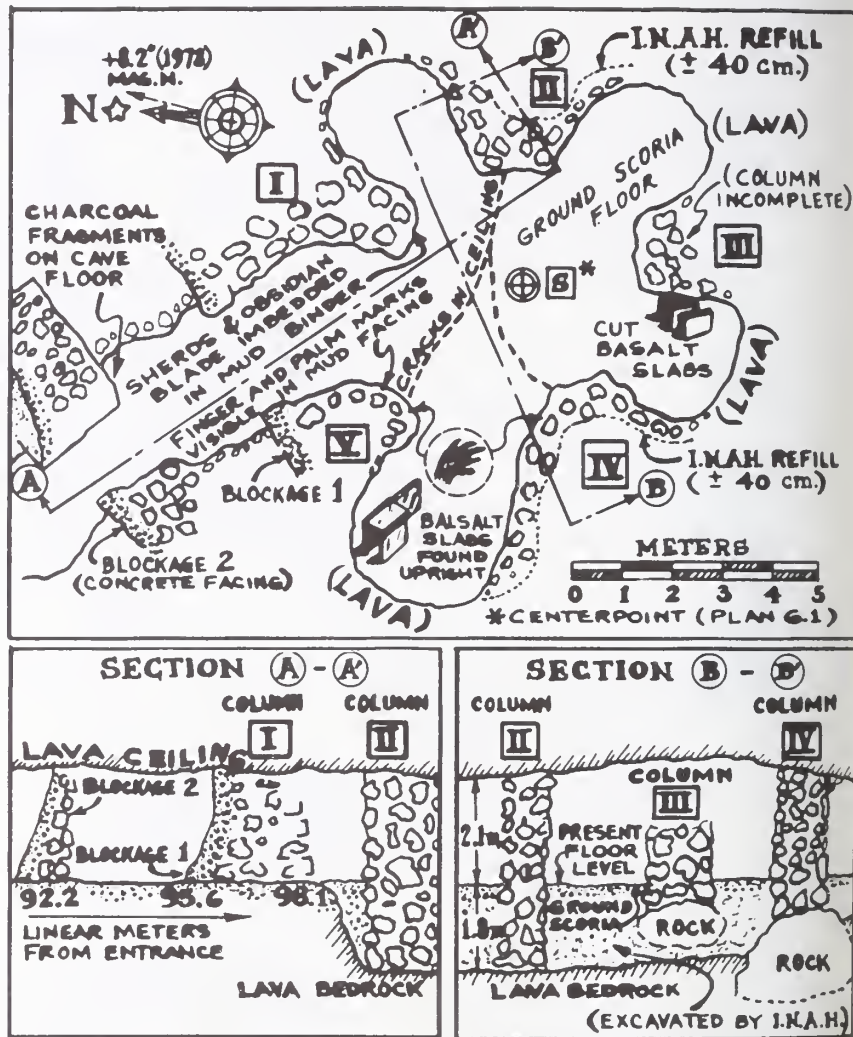 +8.2° (1978)
MAG. N.
N
(LAVA)
A'
B'
I.N.A.H. REFILL
(± 40 cm.)
II
(LAVA)
I
GROUND SCORIA
FLOOR
(COLUMN
INCOMPLETE)
III
CHARCOAL
FRAGMENTS
ON CAVE
FLOOR
SHERDS & OBSIDIAN
BLADE IMBEDDED
IN MUD BINDER
FINGER AND PALM MARKS
VISIBLE IN MUD FACING
CRACKS IN CEILING
S*
CUT
BASALT
SLABS
(LAVA)
A
V
BLOCKAGE 1
IV
I.N.A.H. REFILL
(± 40 cm.)
B
BLOCKAGE 2
(CONCRETE FACING)
BALSALT
SLABS
FOUND
UPRIGHT
(LAVA)
METERS
0 1 2 3 4 5
*CENTERPOINT (PLAN 6.1)
SECTION A - A'
COLUMN
I
COLUMN
II
LAVA CEILING
BLOCKAGE 2
BLOCKAGE 1
92.2 95.6 98.1
LINEAR METERS
FROM ENTRANCE
LAVA BEDROCK
SECTION B - B'
COLUMN
II
COLUMN
IV
COLUMN
III
2.1m
PRESENT
FLOOR
LEVEL
1.8m
GROUND
SCORIA
ROCK
ROCK
LAVA BEDROCK
(EXCAVATED BY I.N.A.H.)